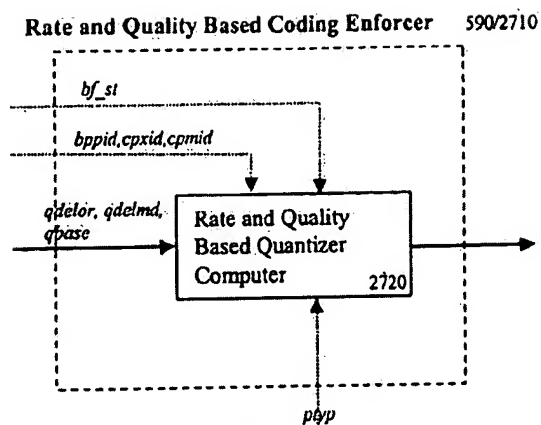 Rate and Quality Based Coding Enforcer 590/2710
bf_st
bppid,cpxid,cpmid
qdelor, qdelmd,
qbase
Rate and Quality
Based Quantizer
Computer
2720
ptyp